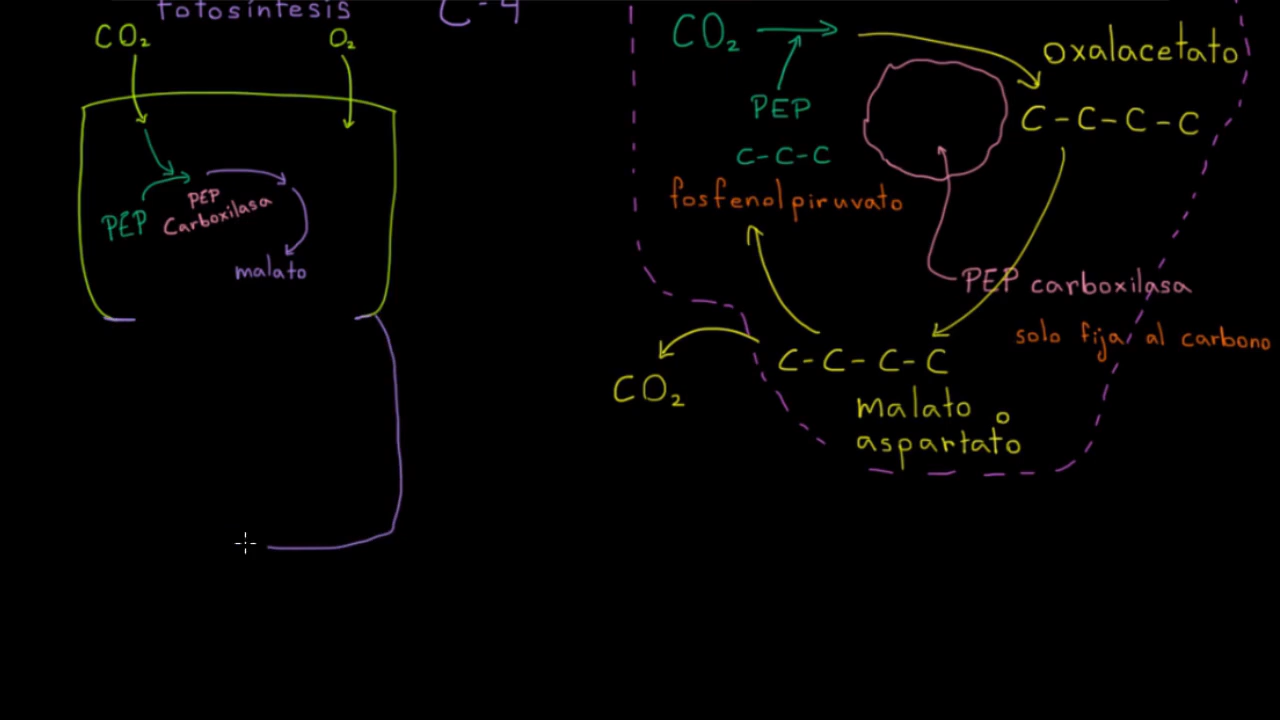 fotosíntesis C-4
CO₂ O₂
PEP
PEP
Carboxilasa
malato
CO₂
PEP
C-C-C
fosfenolpiruvato
oxalacetato
C-C-C-C
PEP carboxilasa
solo fija al carbono
C-C-C-C
CO₂
malato o
aspartato